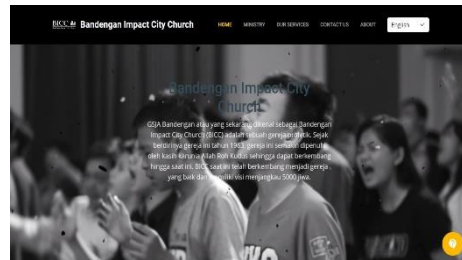 BICC Bandengan Impact City Church
HOME MINISTRY OUR SERVICES CONTACT US ABOUT English
Bandengan Impact City
Church
GSJA Bandengan atau yang sekarang dikenal sebagai Bandengan
Impact City Church (BICC) adalah sebuah gereja profetik. Sejak
berdirinya gereja ini tahun 1963, gereja ini semakin dipenuhi
oleh kasih karunia Allah Roh Kudus sehingga dapat berkembang
hingga saat ini. BICC saat ini telah berkembang menjadi gereja
yang baik dan memiliki visi menjangkau 5000 jiwa.